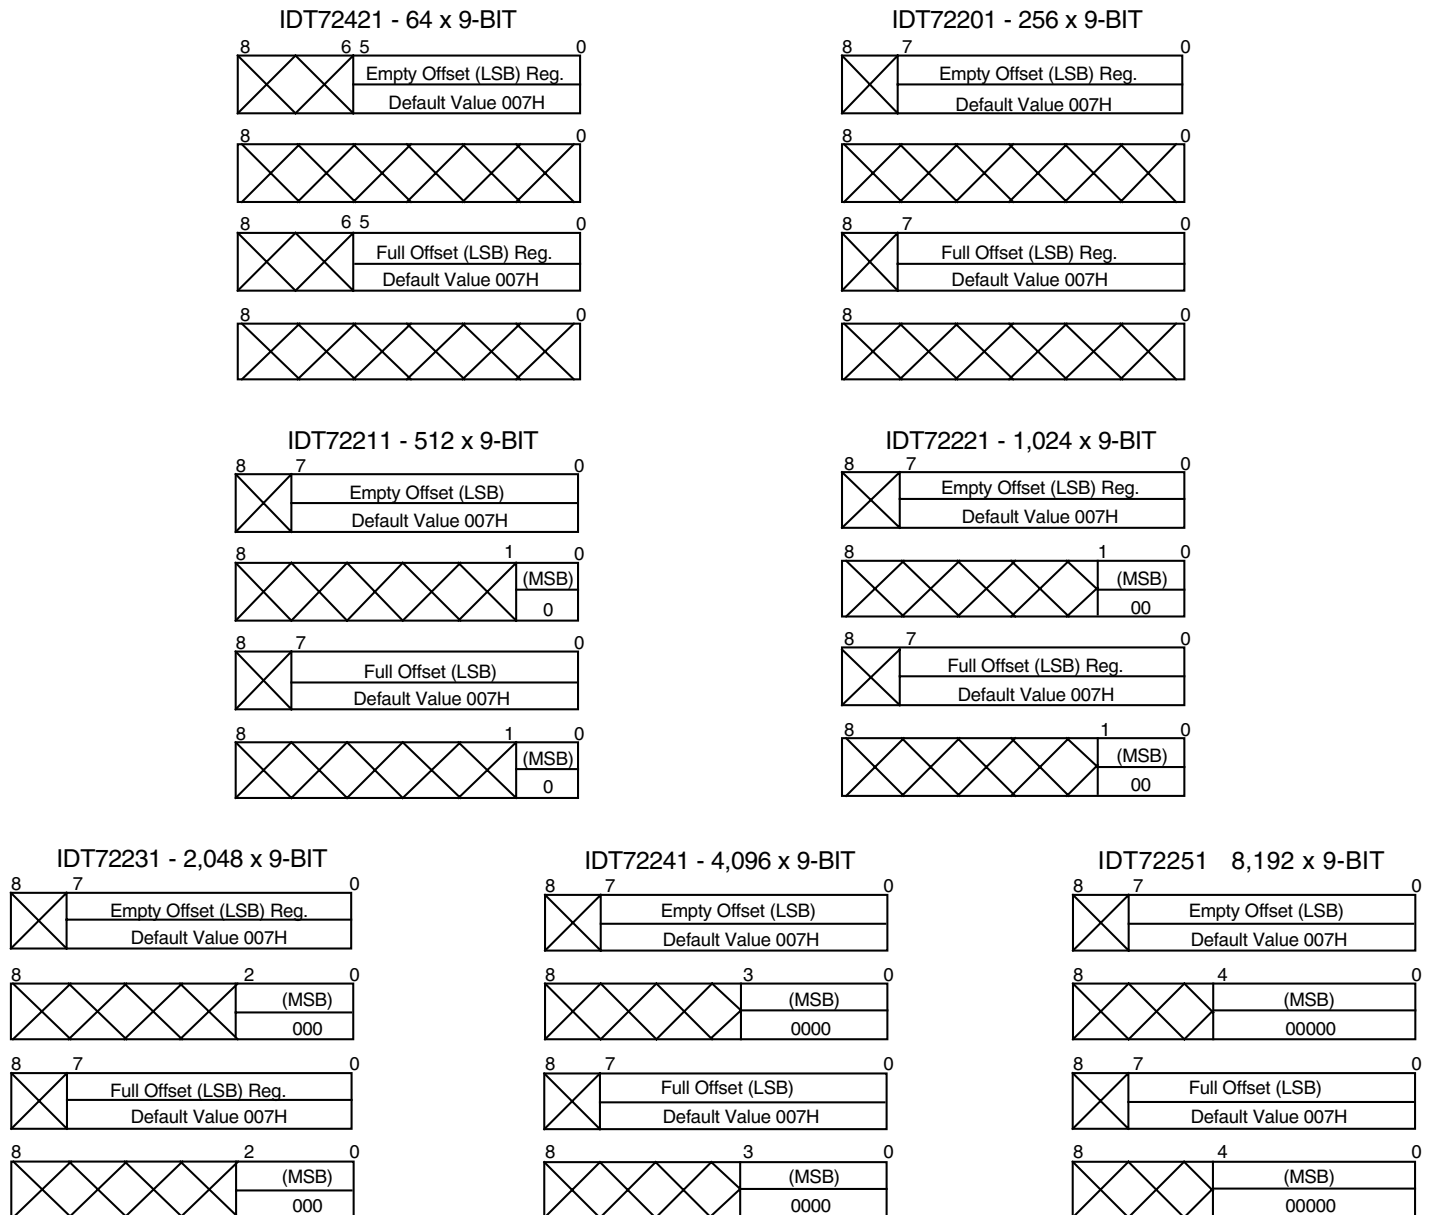 IDT72421 - 64 x 9-BIT
8 6 5 0
Empty Offset (LSB) Reg.
Default Value 007H
8 0
8 6 5 0
Full Offset (LSB) Reg.
Default Value 007H
8 0
IDT72201 - 256 x 9-BIT
8 7 0
Empty Offset (LSB) Reg.
Default Value 007H
8 0
8 7 0
Full Offset (LSB) Reg.
Default Value 007H
8 0
IDT72211 - 512 x 9-BIT
8 7 0
Empty Offset (LSB)
Default Value 007H
8 1 0
(MSB)
0
8 7 0
Full Offset (LSB)
Default Value 007H
8 1 0
(MSB)
0
IDT72221 - 1,024 x 9-BIT
8 7 0
Empty Offset (LSB) Reg.
Default Value 007H
8 1 0
(MSB)
00
8 7 0
Full Offset (LSB) Reg.
Default Value 007H
8 1 0
(MSB)
00
IDT72231 - 2,048 x 9-BIT
8 7 0
Empty Offset (LSB) Reg.
Default Value 007H
8 2 0
(MSB)
000
8 7 0
Full Offset (LSB) Reg.
Default Value 007H
8 2 0
(MSB)
000
IDT72241 - 4,096 x 9-BIT
8 7 0
Empty Offset (LSB)
Default Value 007H
8 3 0
(MSB)
0000
8 7 0
Full Offset (LSB)
Default Value 007H
8 3 0
(MSB)
0000
IDT72251 8,192 x 9-BIT
8 7 0
Empty Offset (LSB)
Default Value 007H
8 4 0
(MSB)
00000
8 7 0
Full Offset (LSB)
Default Value 007H
8 4 0
(MSB)
00000